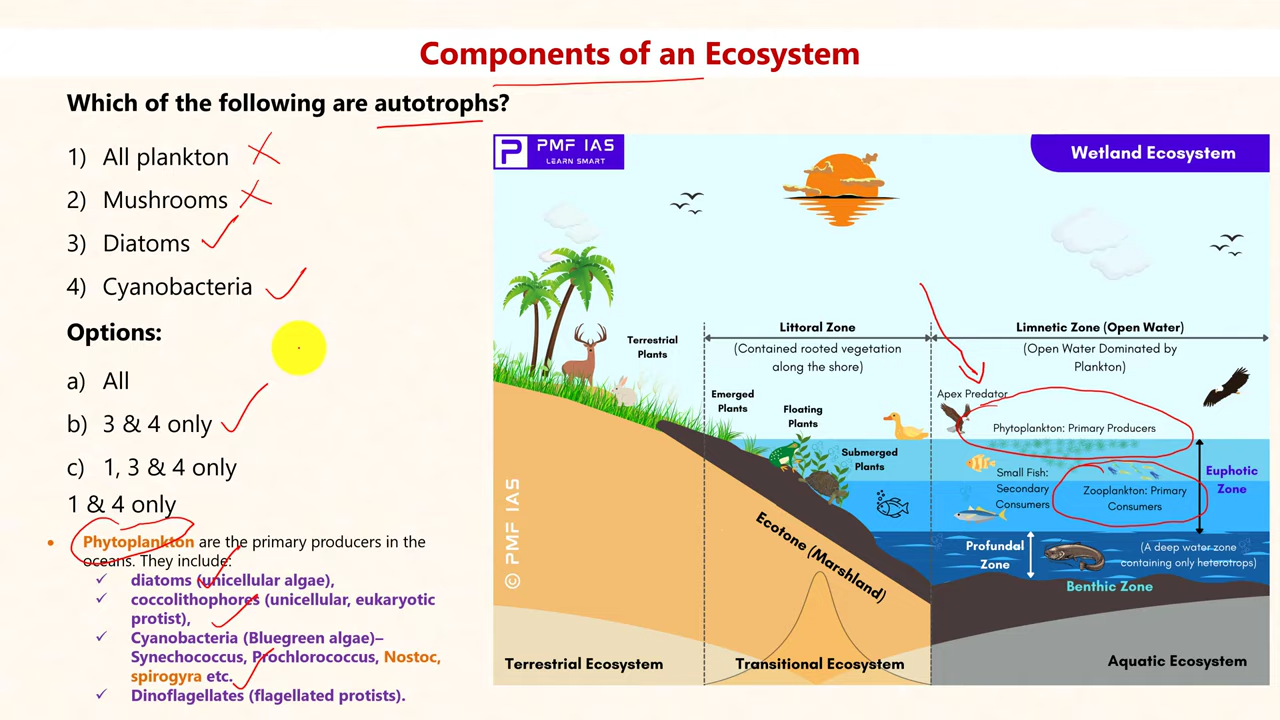 Components of an Ecosystem
Which of the following are autotrophs?
1) All plankton
2) Mushrooms
3) Diatoms
4) Cyanobacteria
Options:
a) All
b) 3 & 4 only
c) 1, 3 & 4 only
1 & 4 only
• Phytoplankton are the primary producers in the
oceans. They include:
✓ diatoms (unicellular algae),
✓ coccolithophores (unicellular, eukaryotic
protist),
✓ Cyanobacteria (Bluegreen algae)–
Synechococcus, Prochlorococcus, Nostoc,
spirogyra etc.
✓ Dinoflagellates (flagellated protists).
P PMF IAS
LEARN SMART
Wetland Ecosystem
Terrestrial
Plants
Littoral Zone
(Contained rooted vegetation
along the shore)
Limnetic Zone (Open Water)
(Open Water Dominated by
Plankton)
Emerged
Plants
Floating
Plants
Submerged
Plants
Apex Predator
Phytoplankton: Primary Producers
Small Fish:
Secondary
Consumers
Zooplankton: Primary
Consumers
Euphotic
Zone
Profundal
Zone
(A deep water zone
containing only heterotrops)
Benthic Zone
Ecotone (Marshland)
© PMF IAS
Terrestrial Ecosystem
Transitional Ecosystem
Aquatic Ecosystem